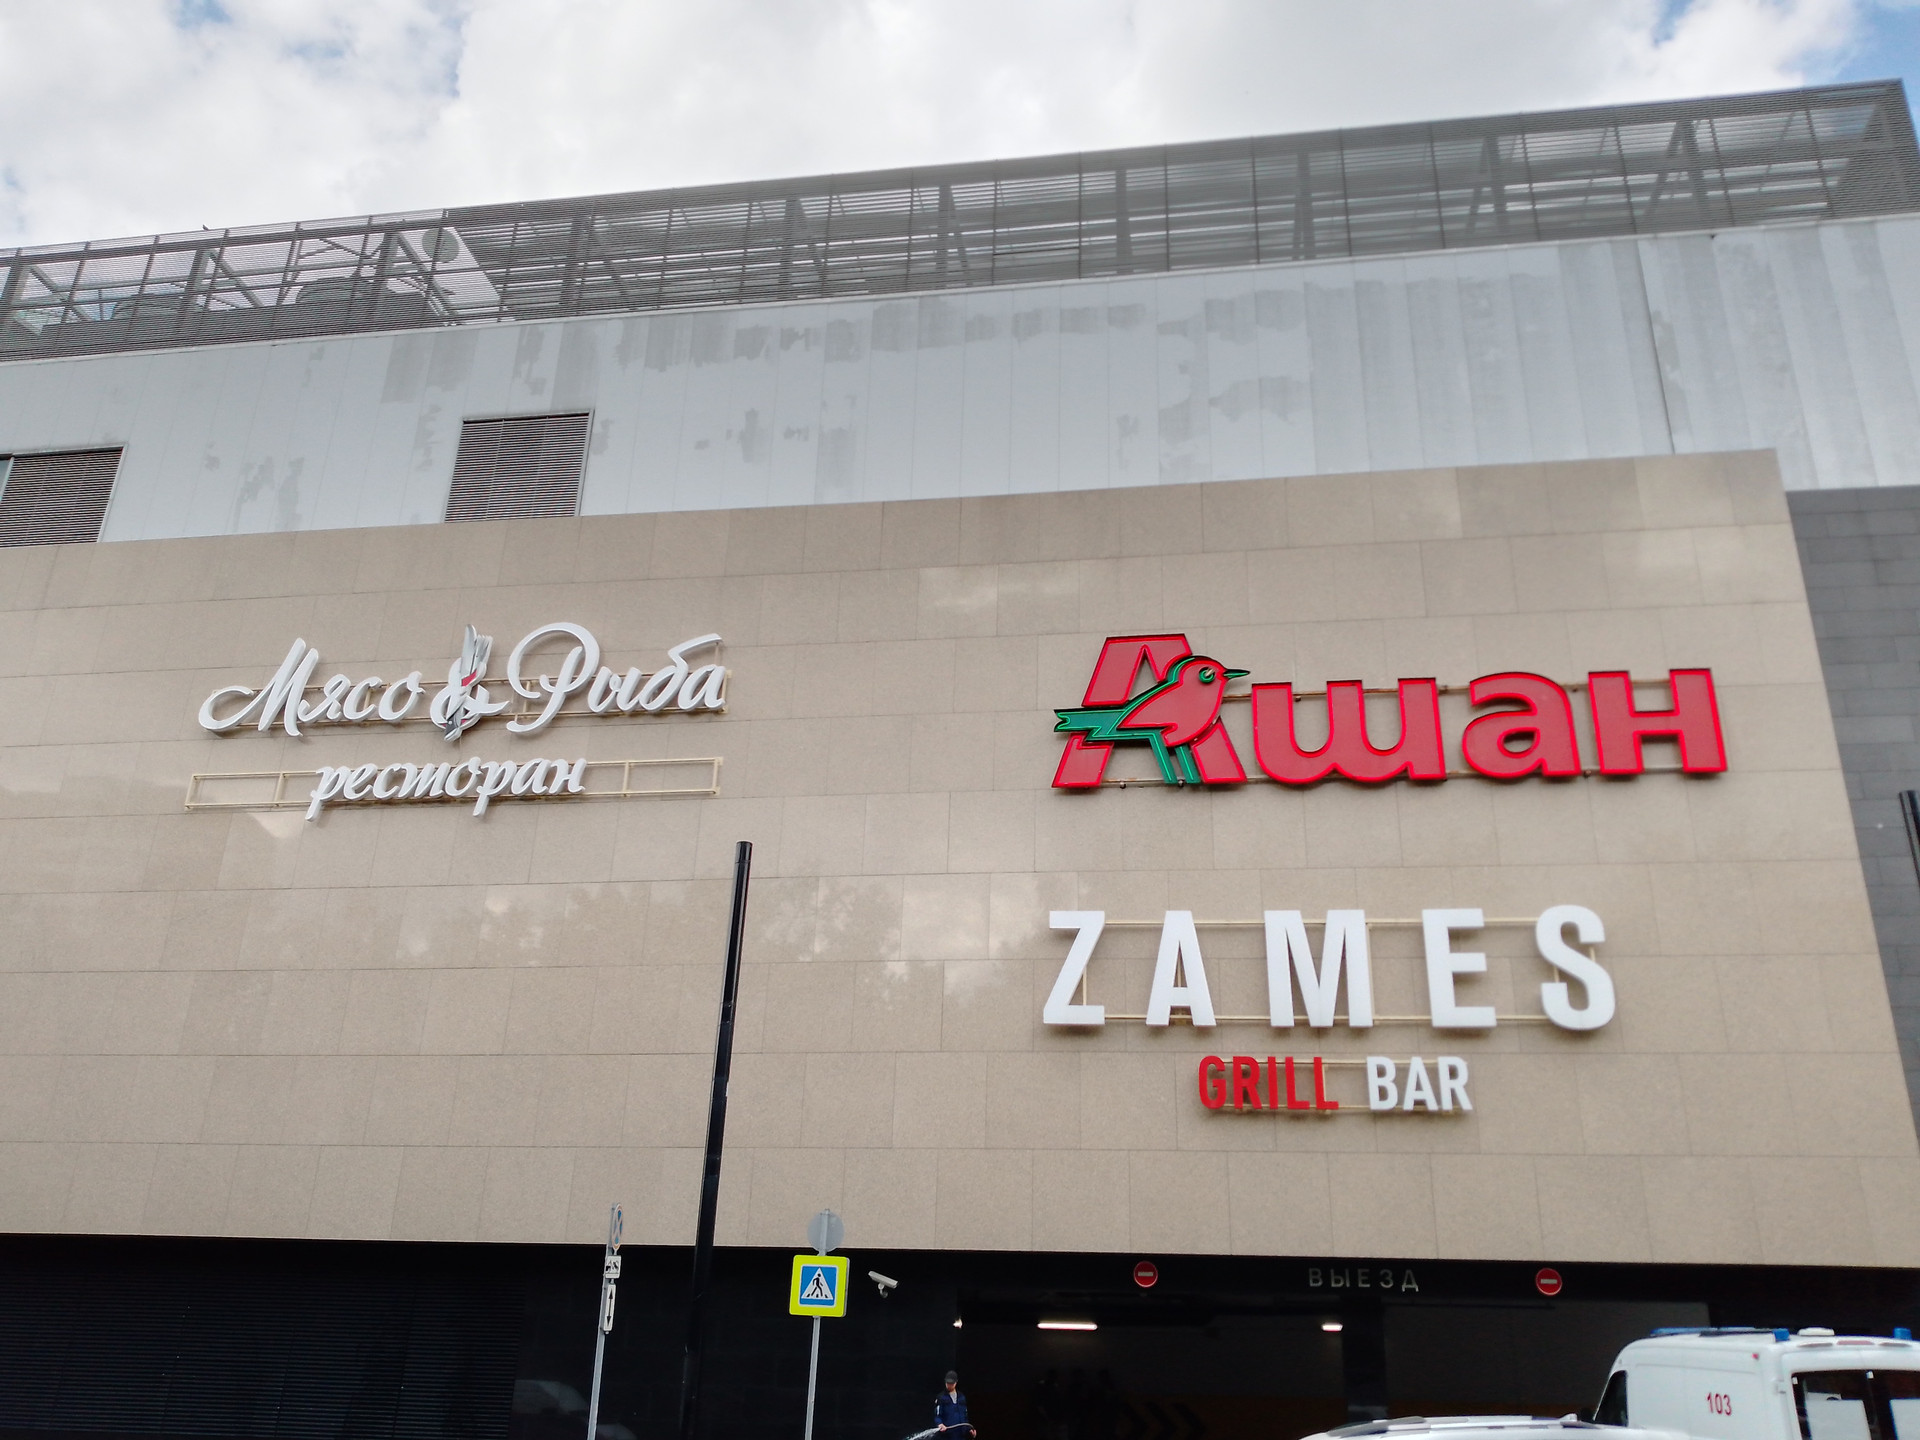 Мясо & Рыба
ресторан
Ашан
ZAMES
GRILL BAR
ВЫЕЗД
103